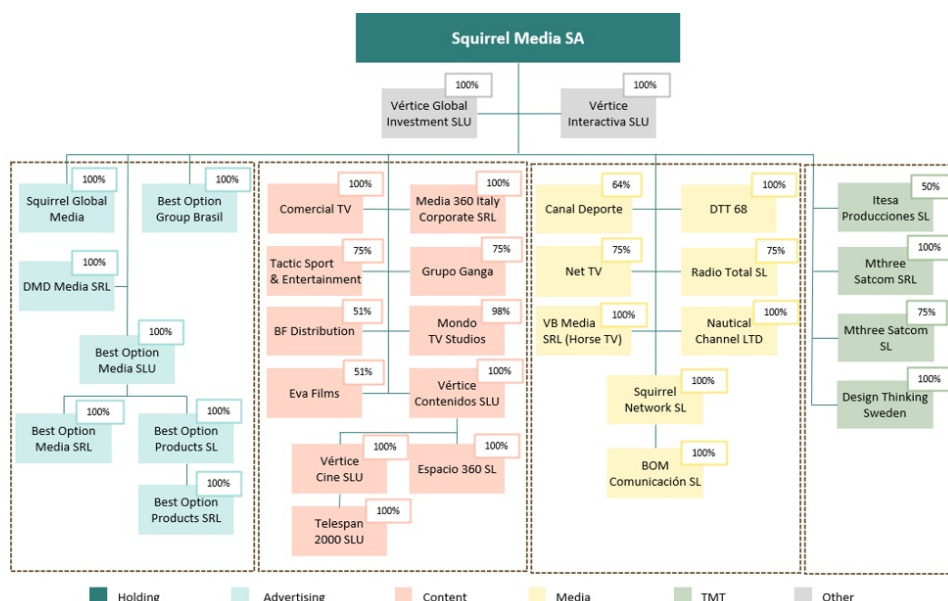 Squirrel Media SA
100%
Vértice Global
Investment SLU
100%
Vértice
Interactiva SLU
100%
Squirrel Global
Media
100%
Best Option
Group Brasil
100%
DMD Media SRL
100%
Best Option
Media SLU
100%
Best Option
Media SRL
100%
Best Option
Products SL
100%
Best Option
Products SRL
100%
Comercial TV
100%
Media 360 Italy
Corporate SRL
75%
Tactic Sport
& Entertainment
75%
Grupo Ganga
51%
BF Distribution
98%
Mondo
TV Studios
51%
Eva Films
100%
Vértice
Contenidos SLU
100%
Vértice
Cine SLU
100%
Espacio 360 SL
100%
Telespan
2000 SLU
64%
Canal Deporte
100%
DTT 68
75%
Net TV
75%
Radio Total SL
100%
VB Media
SRL (Horse TV)
100%
Nautical
Channel LTD
100%
Squirrel
Network SL
100%
BOM
Comunicación SL
50%
Itesa
Producciones SL
100%
Mthree
Satcom SRL
75%
Mthree Satcom
SL
100%
Design Thinking
Sweden
Holding
Advertising
Content
Media
TMT
Other